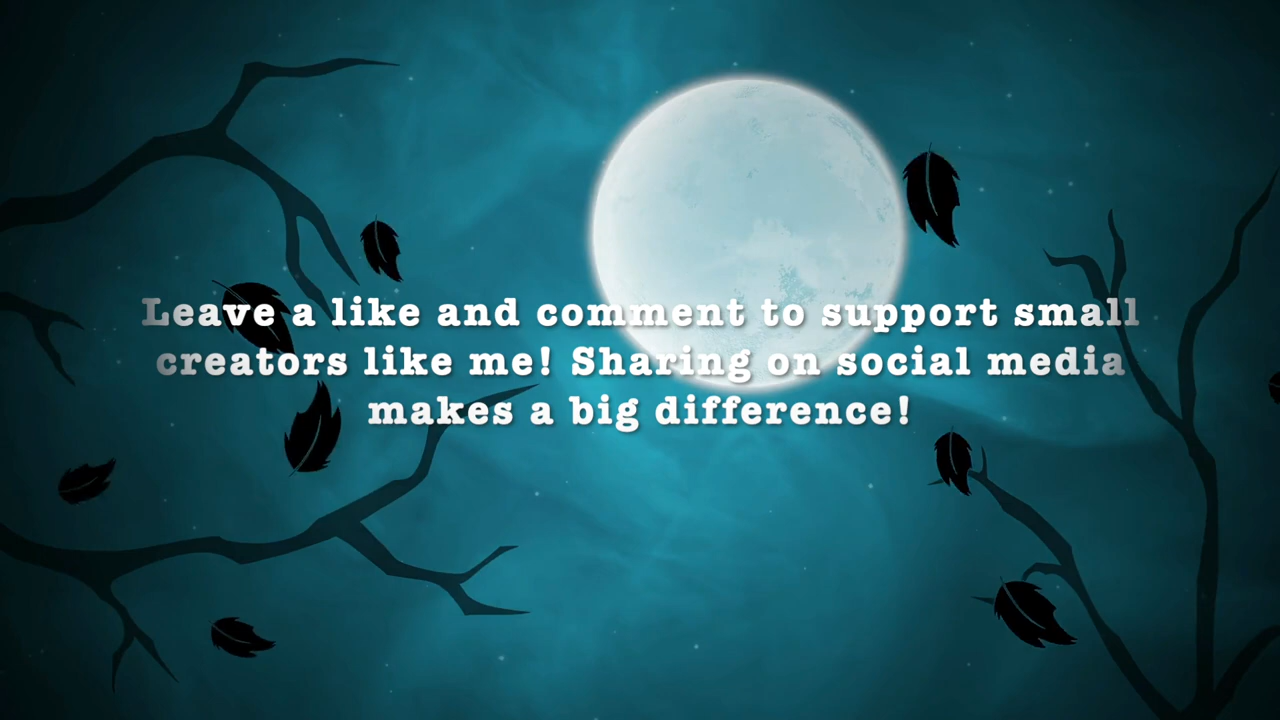 Leave a like and comment to support small
creators like me! Sharing on social media
makes a big difference!